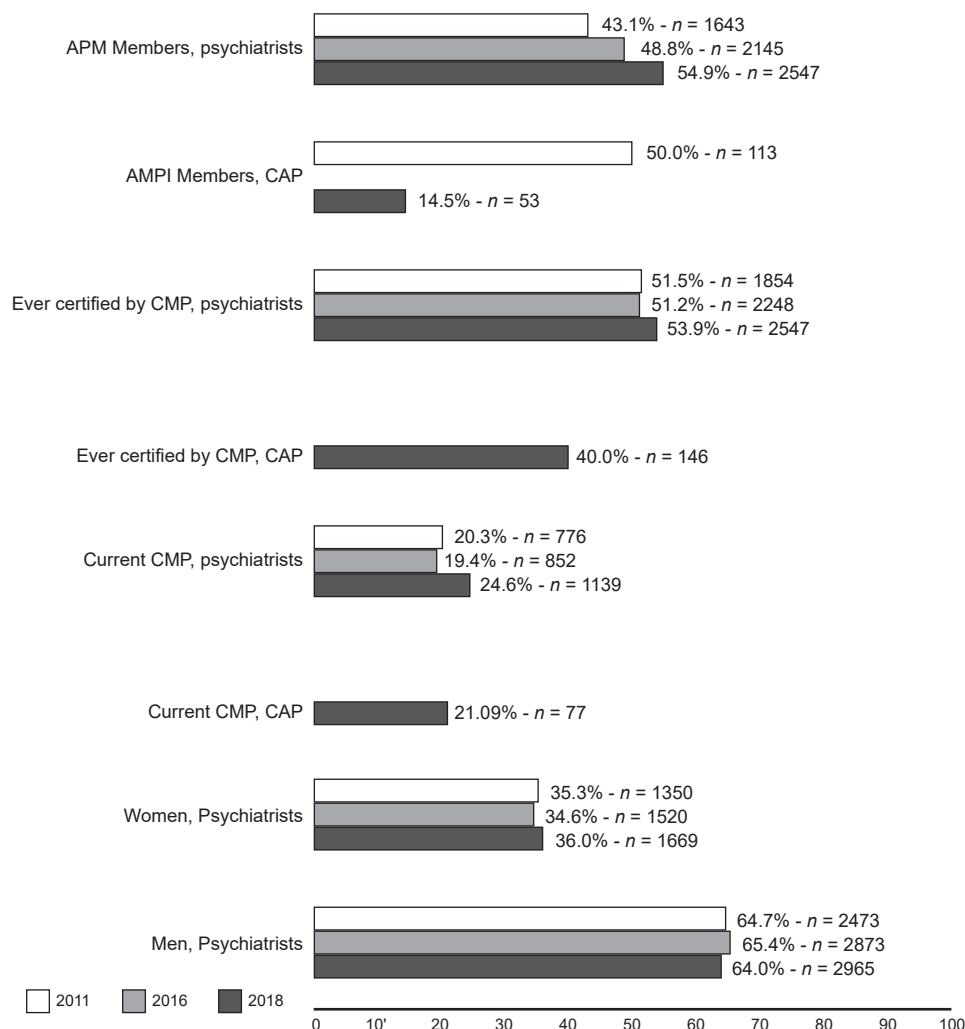 43.1% - n = 1643
APM Members, psychiatrists
48.8% - n = 2145
54.9% - n = 2547
50.0% - n = 113
AMPI Members, CAP
14.5% - n = 53
51.5% - n = 1854
Ever certified by CMP, psychiatrists
51.2% - n = 2248
53.9% - n = 2547
Ever certified by CMP, CAP
40.0% - n = 146
20.3% - n = 776
Current CMP, psychiatrists
19.4% - n = 852
24.6% - n = 1139
Current CMP, CAP
21.09% - n = 77
35.3% - n = 1350
Women, Psychiatrists
34.6% - n = 1520
36.0% - n = 1669
64.7% - n = 2473
Men, Psychiatrists
65.4% - n = 2873
64.0% - n = 2965
2011 2016 2018
0 10' 20 30 40 50 60 70 80 90 100